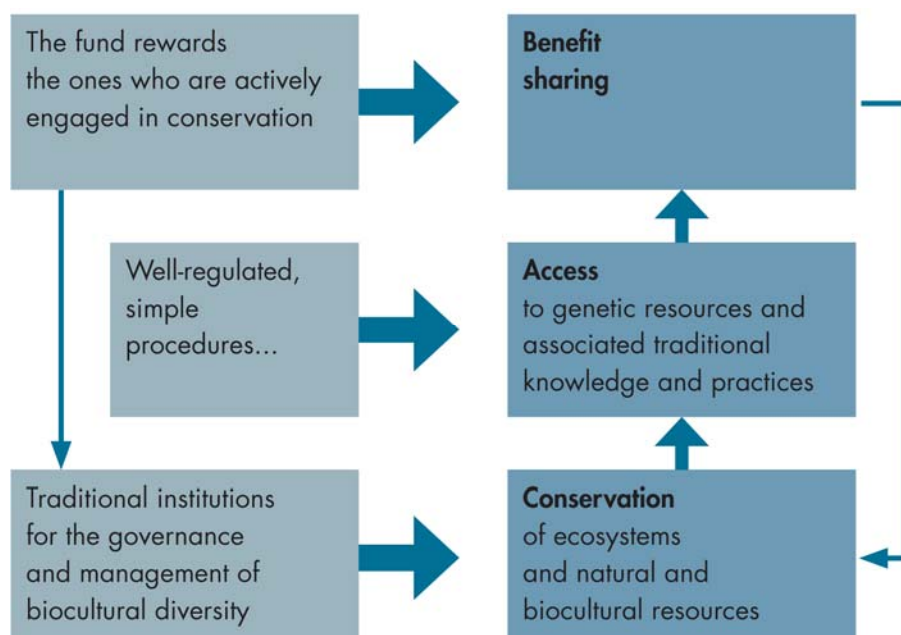 The fund rewards
the ones who are actively
engaged in conservation
Benefit
sharing
Well-regulated,
simple
procedures...
Access
to genetic resources and
associated traditional
knowledge and practices
Traditional institutions
for the governance
and management of
biocultural diversity
Conservation
of ecosystems
and natural and
biocultural resources